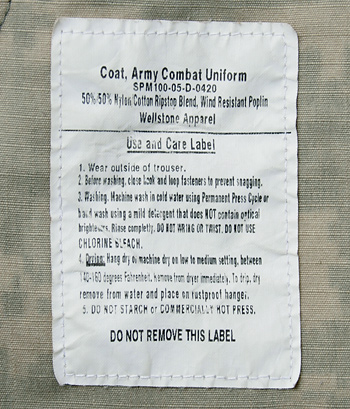 Coat, Army Combat Uniform
SPM100-05-D-0420
50%/50% Nylon/Cotton Ripstop Blend, Wind Resistant Poplin
Wellstone Apparel
Use and Care Label
1. Wear outside of trouser.
2. Before washing, close hook and loop fasteners to prevent snagging.
3. Washing. Machine wash in cold water using Permanent Press Cycle or
hand wash using a mild detergent that does NOT contain optical
brighteners. Rinse completly. DO NOT WRING OR TWIST. DO NOT USE
CHLORINE BLEACH.
4. Drying: Hang dry or machine dry on low to medium setting, between
140-160 degrees Fahrenheit. Remove from dryer immediately. To drip, dry
remove from water and place on rustproof hanger.
5. DO NOT STARCH or COMMERCIALLY HOT PRESS.
DO NOT REMOVE THIS LABEL